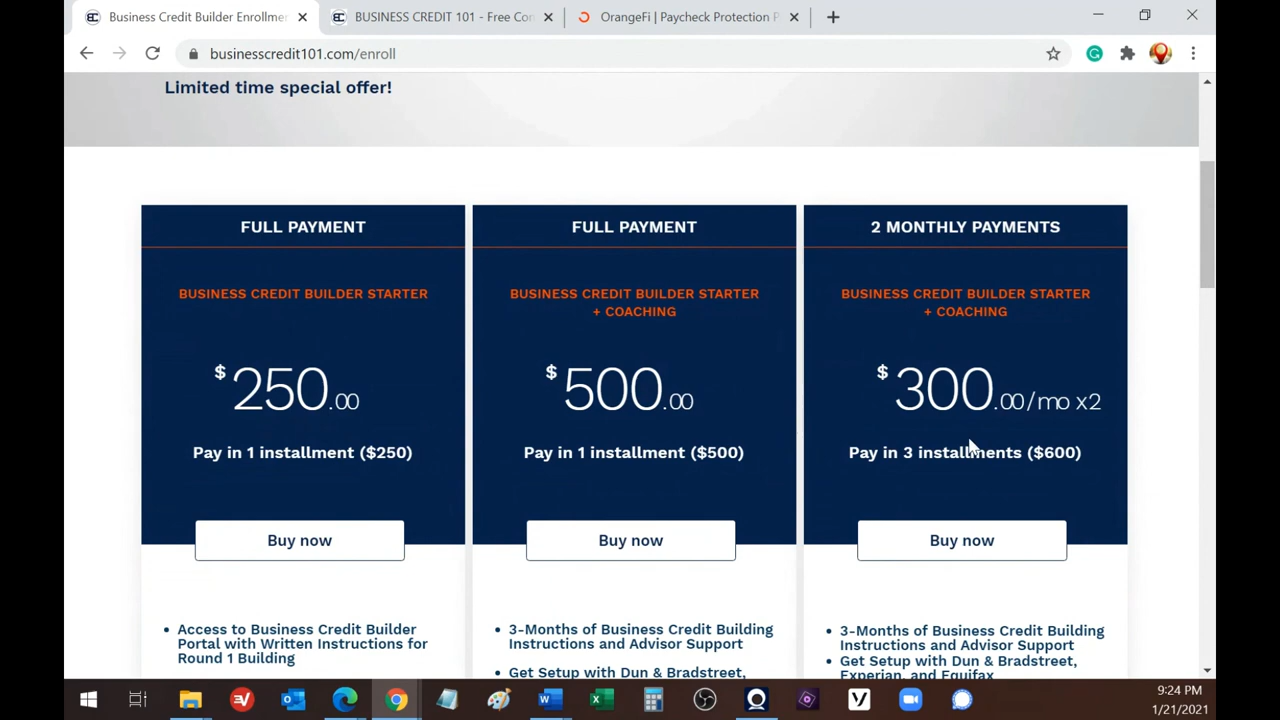 Business Credit Builder Enrollmen
BUSINESS CREDIT 101 - Free Con
OrangeFi | Paycheck Protection P
businesscredit101.com/enroll
Limited time special offer!
FULL PAYMENT
BUSINESS CREDIT BUILDER STARTER
$250.00
Pay in 1 installment ($250)
Buy now
• Access to Business Credit Builder
Portal with Written Instructions for
Round 1 Building
FULL PAYMENT
BUSINESS CREDIT BUILDER STARTER
+ COACHING
$500.00
Pay in 1 installment ($500)
Buy now
• 3-Months of Business Credit Building
Instructions and Advisor Support
• Get Setup with Dun & Bradstreet,
2 MONTHLY PAYMENTS
BUSINESS CREDIT BUILDER STARTER
+ COACHING
$300.00/mo x2
Pay in 3 installments ($600)
Buy now
• 3-Months of Business Credit Building
Instructions and Advisor Support
• Get Setup with Dun & Bradstreet,
Experian, and Equifax
9:24 PM
1/21/2021